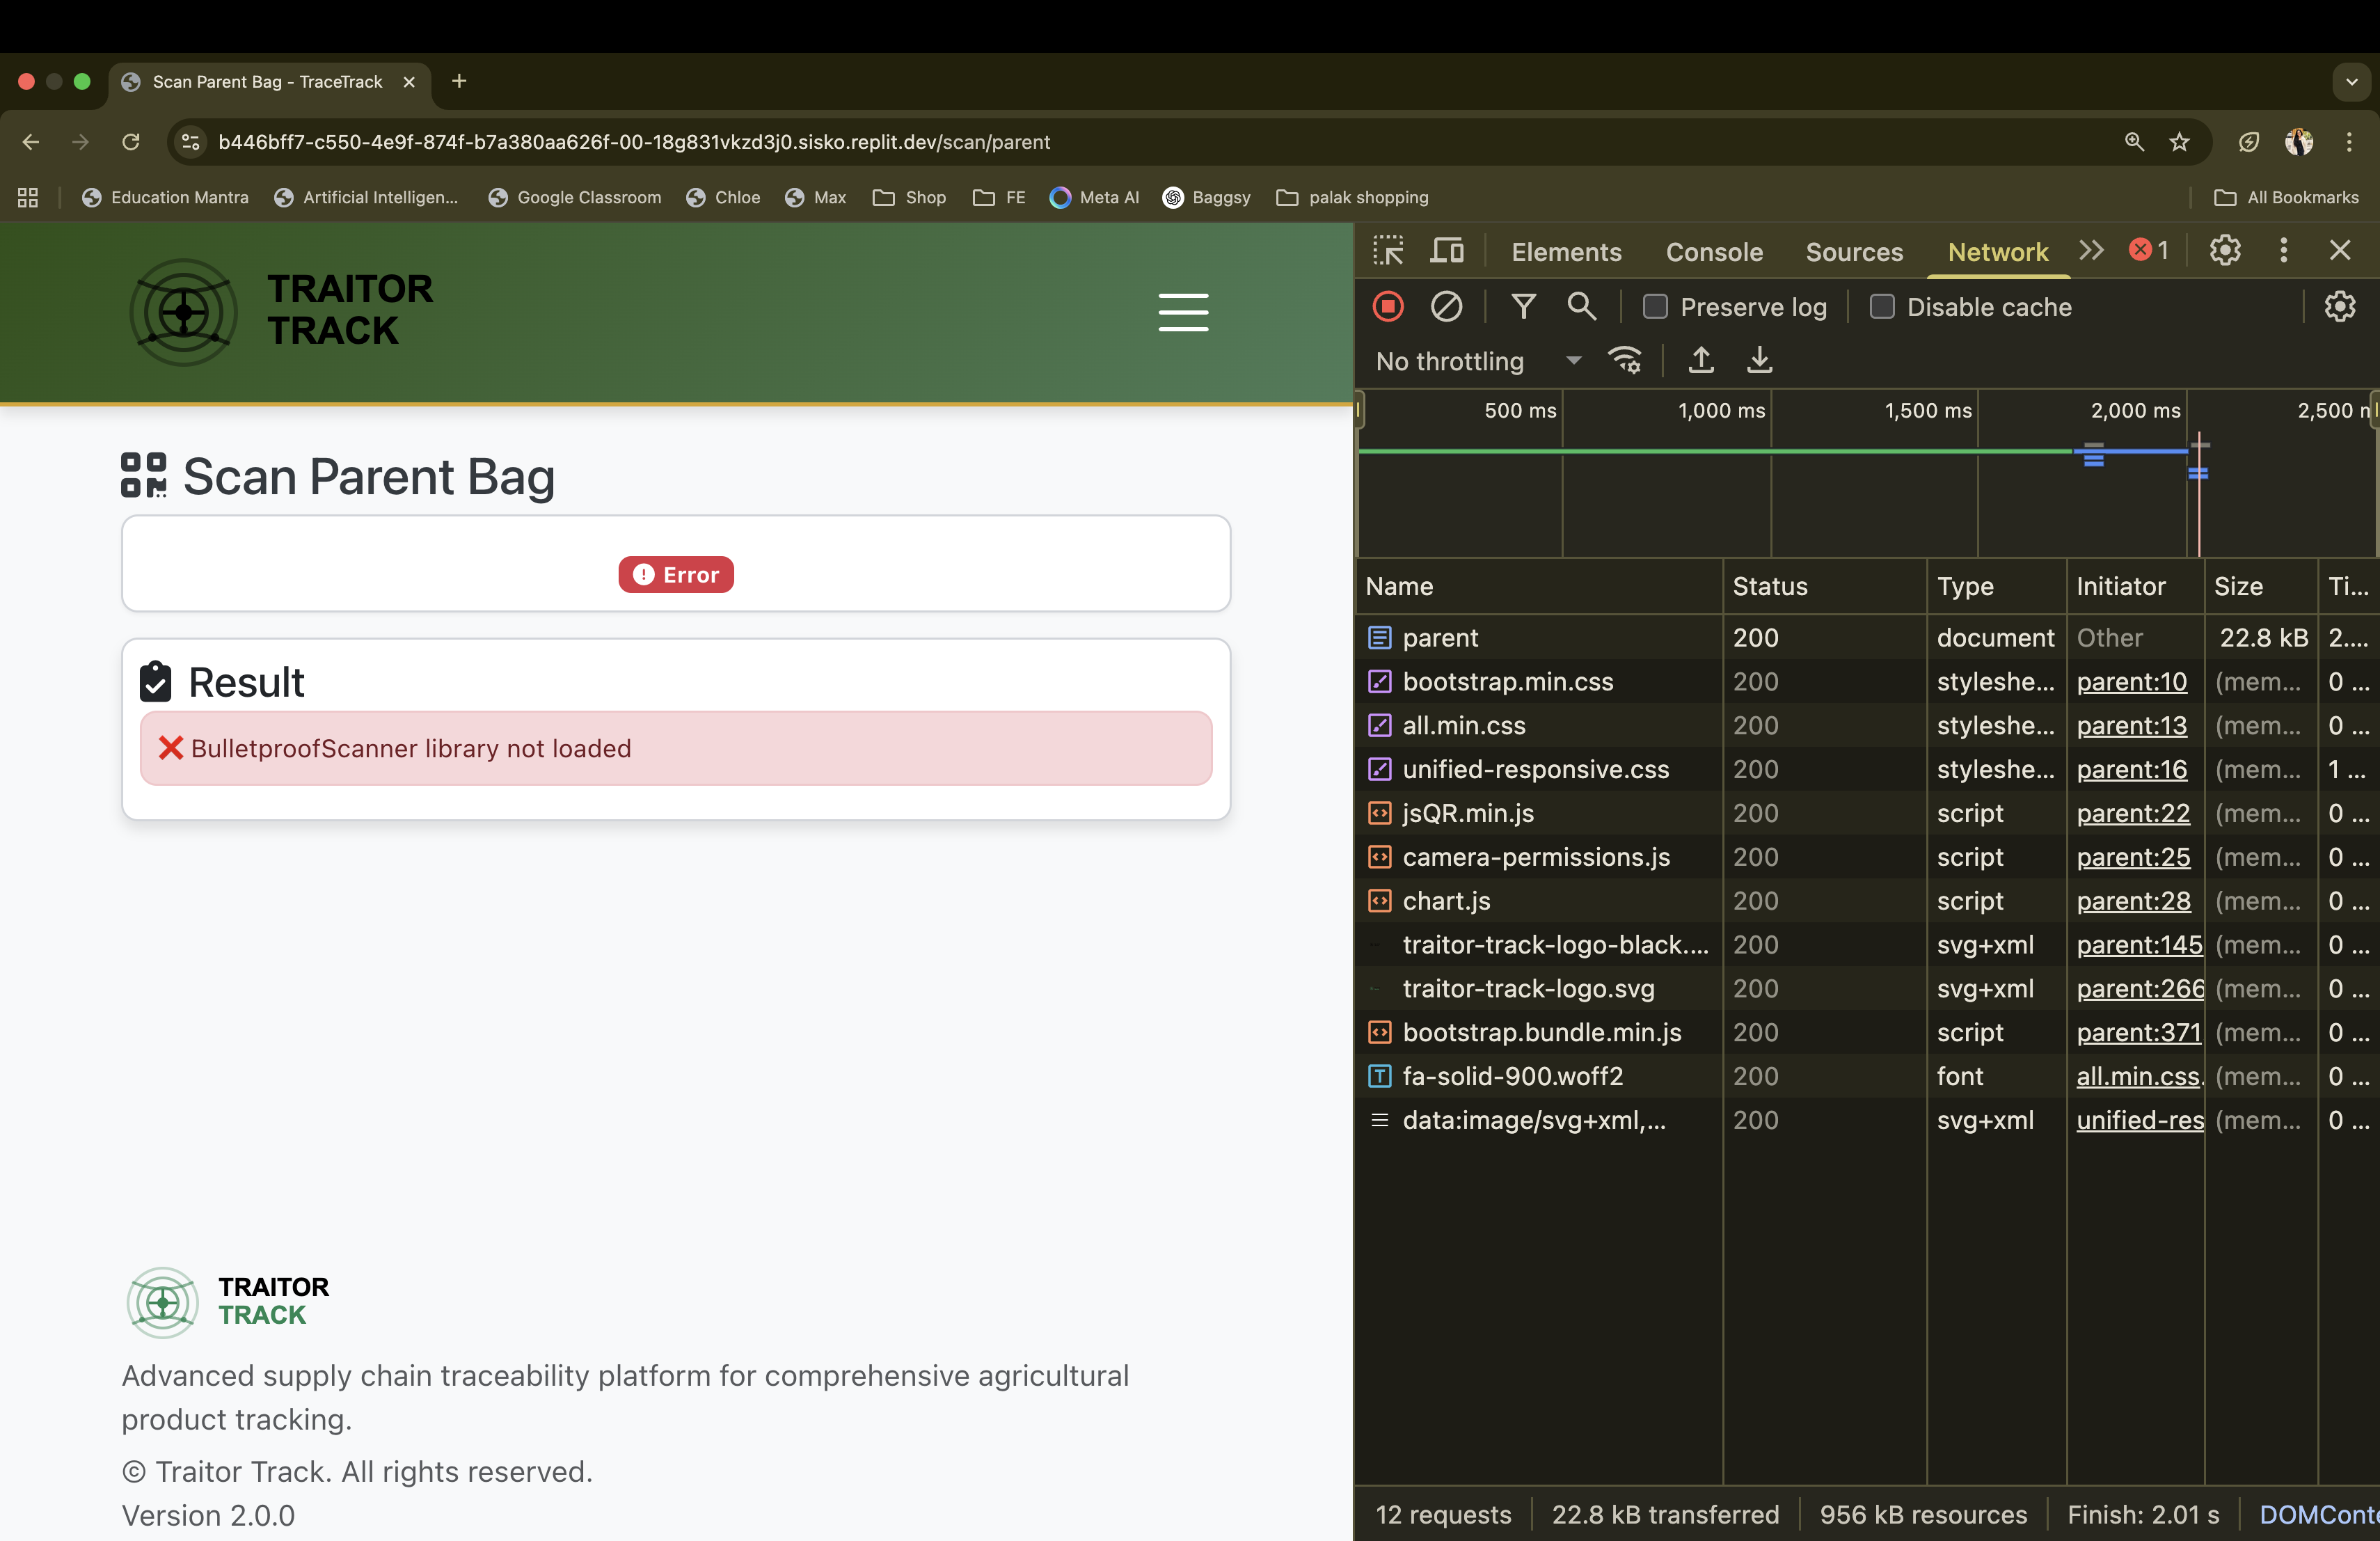 Scan Parent Bag - TraceTrack
b446bff7-c550-4e9f-874f-b7a380aa626f-00-18g831vkzd3j0.sisko.replit.dev/scan/parent
Education Mantra Artificial Intelligen... Google Classroom Chloe Max Shop FE Meta AI Baggsy palak shopping All Bookmarks
TRAITOR
TRACK
Scan Parent Bag
Error
Result
BulletproofScanner library not loaded
TRAITOR
TRACK
Advanced supply chain traceability platform for comprehensive agricultural
product tracking.
© Traitor Track. All rights reserved.
Version 2.0.0
Elements Console Sources Network 1
Preserve log Disable cache
No throttling
500 ms 1,000 ms 1,500 ms 2,000 ms 2,500 m
Name Status Type Initiator Size Ti...
parent 200 document Other 22.8 kB 2....
bootstrap.min.css 200 styleshe... parent:10 (mem... 0 ...
all.min.css 200 styleshe... parent:13 (mem... 0 ...
unified-responsive.css 200 styleshe... parent:16 (mem... 1 ...
jsQR.min.js 200 script parent:22 (mem... 0 ...
camera-permissions.js 200 script parent:25 (mem... 0 ...
chart.js 200 script parent:28 (mem... 0 ...
traitor-track-logo-black.... 200 svg+xml parent:145 (mem... 0 ...
traitor-track-logo.svg 200 svg+xml parent:266 (mem... 0 ...
bootstrap.bundle.min.js 200 script parent:371 (mem... 0 ...
fa-solid-900.woff2 200 font all.min.css. (mem... 0 ...
data:image/svg+xml,... 200 svg+xml unified-res (mem... 0 ...
12 requests 22.8 kB transferred 956 kB resources Finish: 2.01 s DOMConte